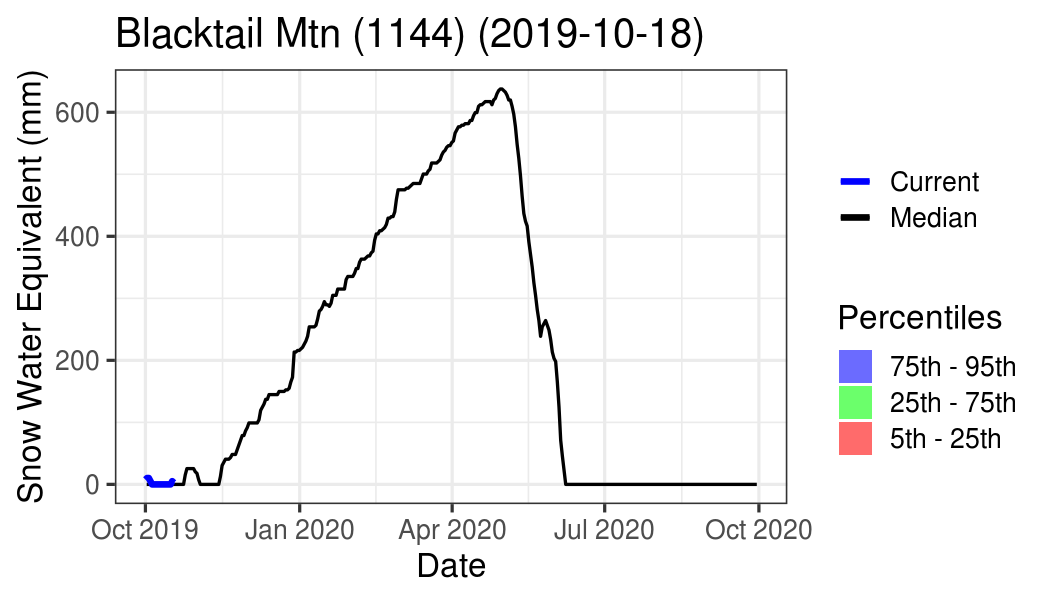 Blacktail Mtn (1144) (2019-10-18)
Snow Water Equivalent (mm)
600
400
200
0
Oct 2019
Jan 2020
Apr 2020
Jul 2020
Oct 2020
Date
Current
Median
Percentiles
75th - 95th
25th - 75th
5th - 25th